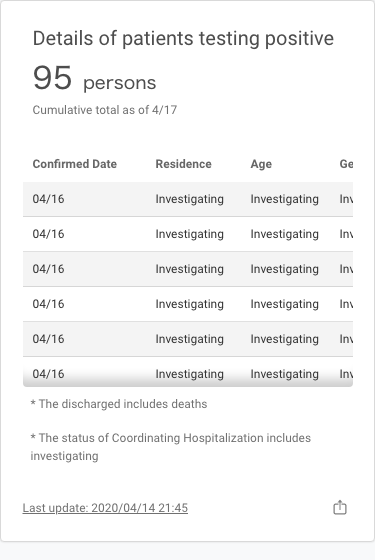 Details of patients testing positive
95 persons
Cumulative total as of 4/17
Confirmed Date Residence Age Ge
04/16 Investigating Investigating Inv
04/16 Investigating Investigating Inv
04/16 Investigating Investigating Inv
04/16 Investigating Investigating Inv
04/16 Investigating Investigating Inv
04/16 Investigating Investigating Inv
* The discharged includes deaths
* The status of Coordinating Hospitalization includes
investigating
Last update: 2020/04/14 21:45